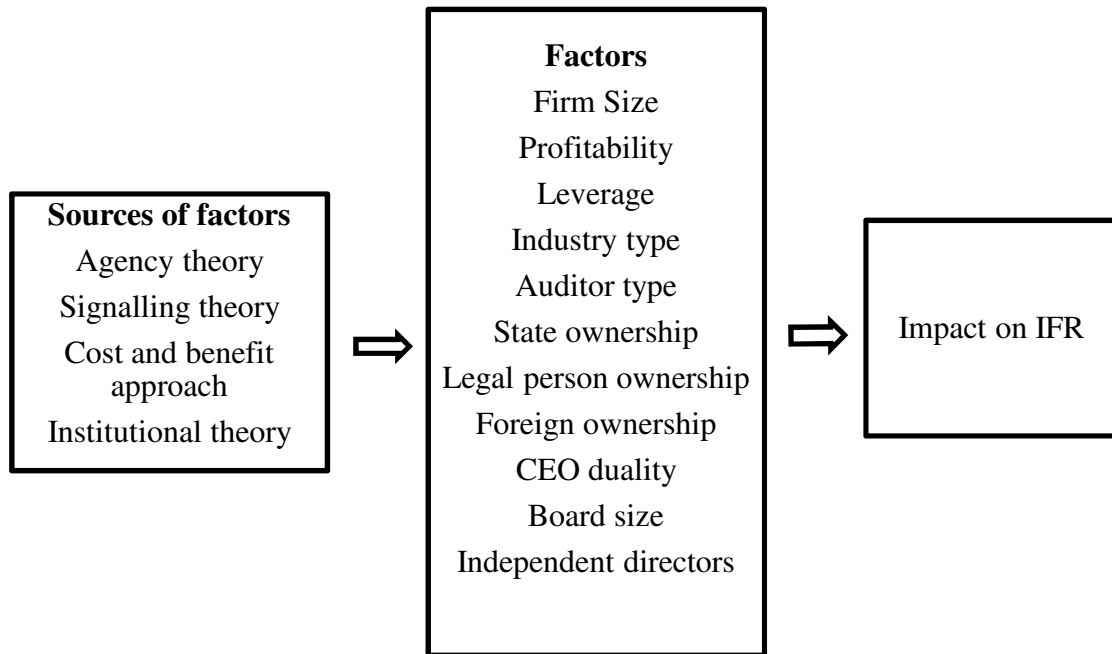 Sources of factors
Agency theory
Signalling theory
Cost and benefit
approach
Institutional theory
Factors
Firm Size
Profitability
Leverage
Industry type
Auditor type
State ownership
Legal person ownership
Foreign ownership
CEO duality
Board size
Independent directors
Impact on IFR